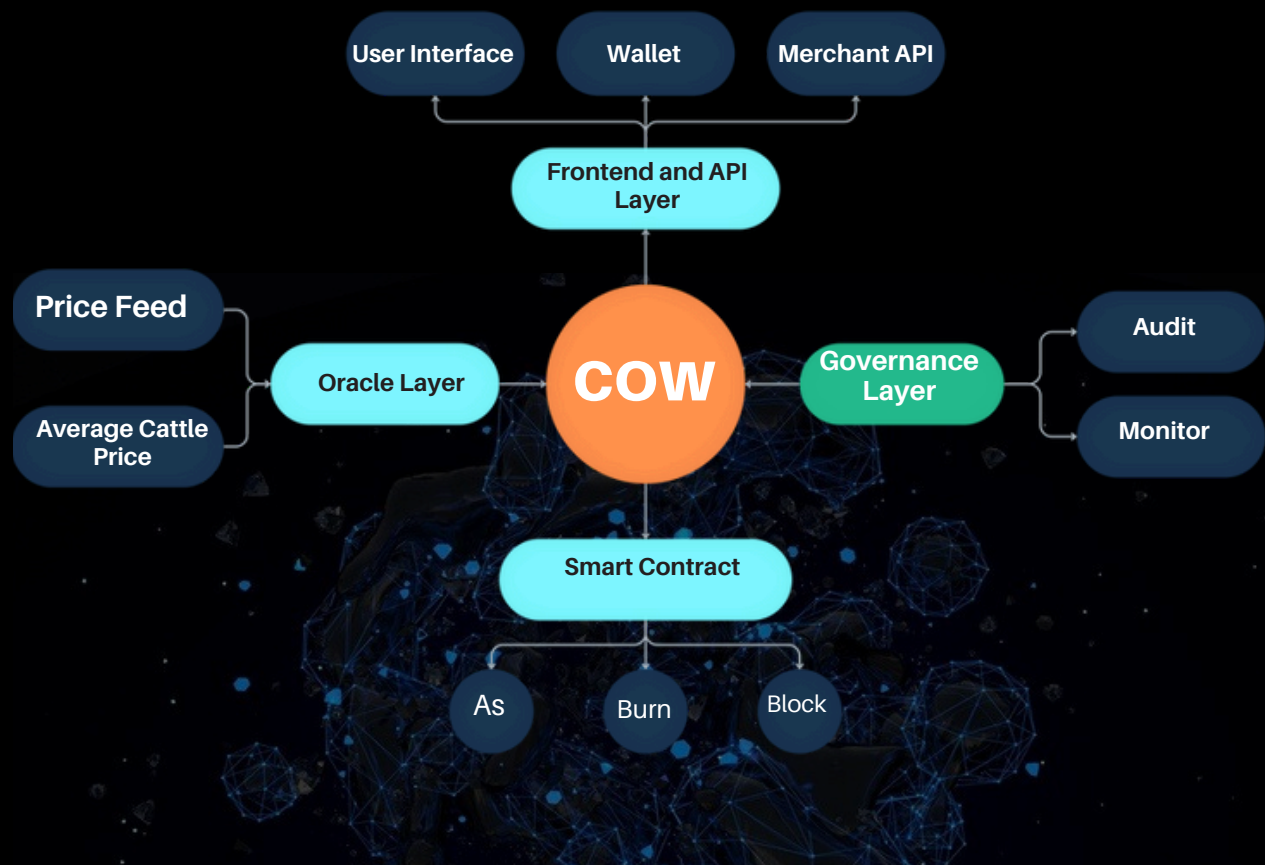 User Interface
Wallet
Merchant API
Frontend and API
Layer
Price Feed
Average Cattle
Price
Oracle Layer
COW
Governance
Layer
Audit
Monitor
Smart Contract
As
Burn
Block